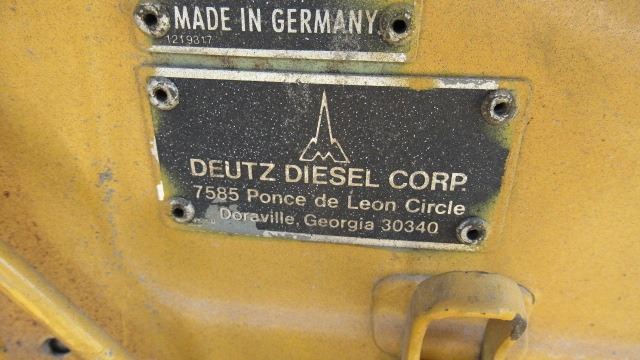 MADE IN GERMANY
1219317
DEUTZ DIESEL CORP.
7585 Ponce de Leon Circle
Doraville, Georgia 30340